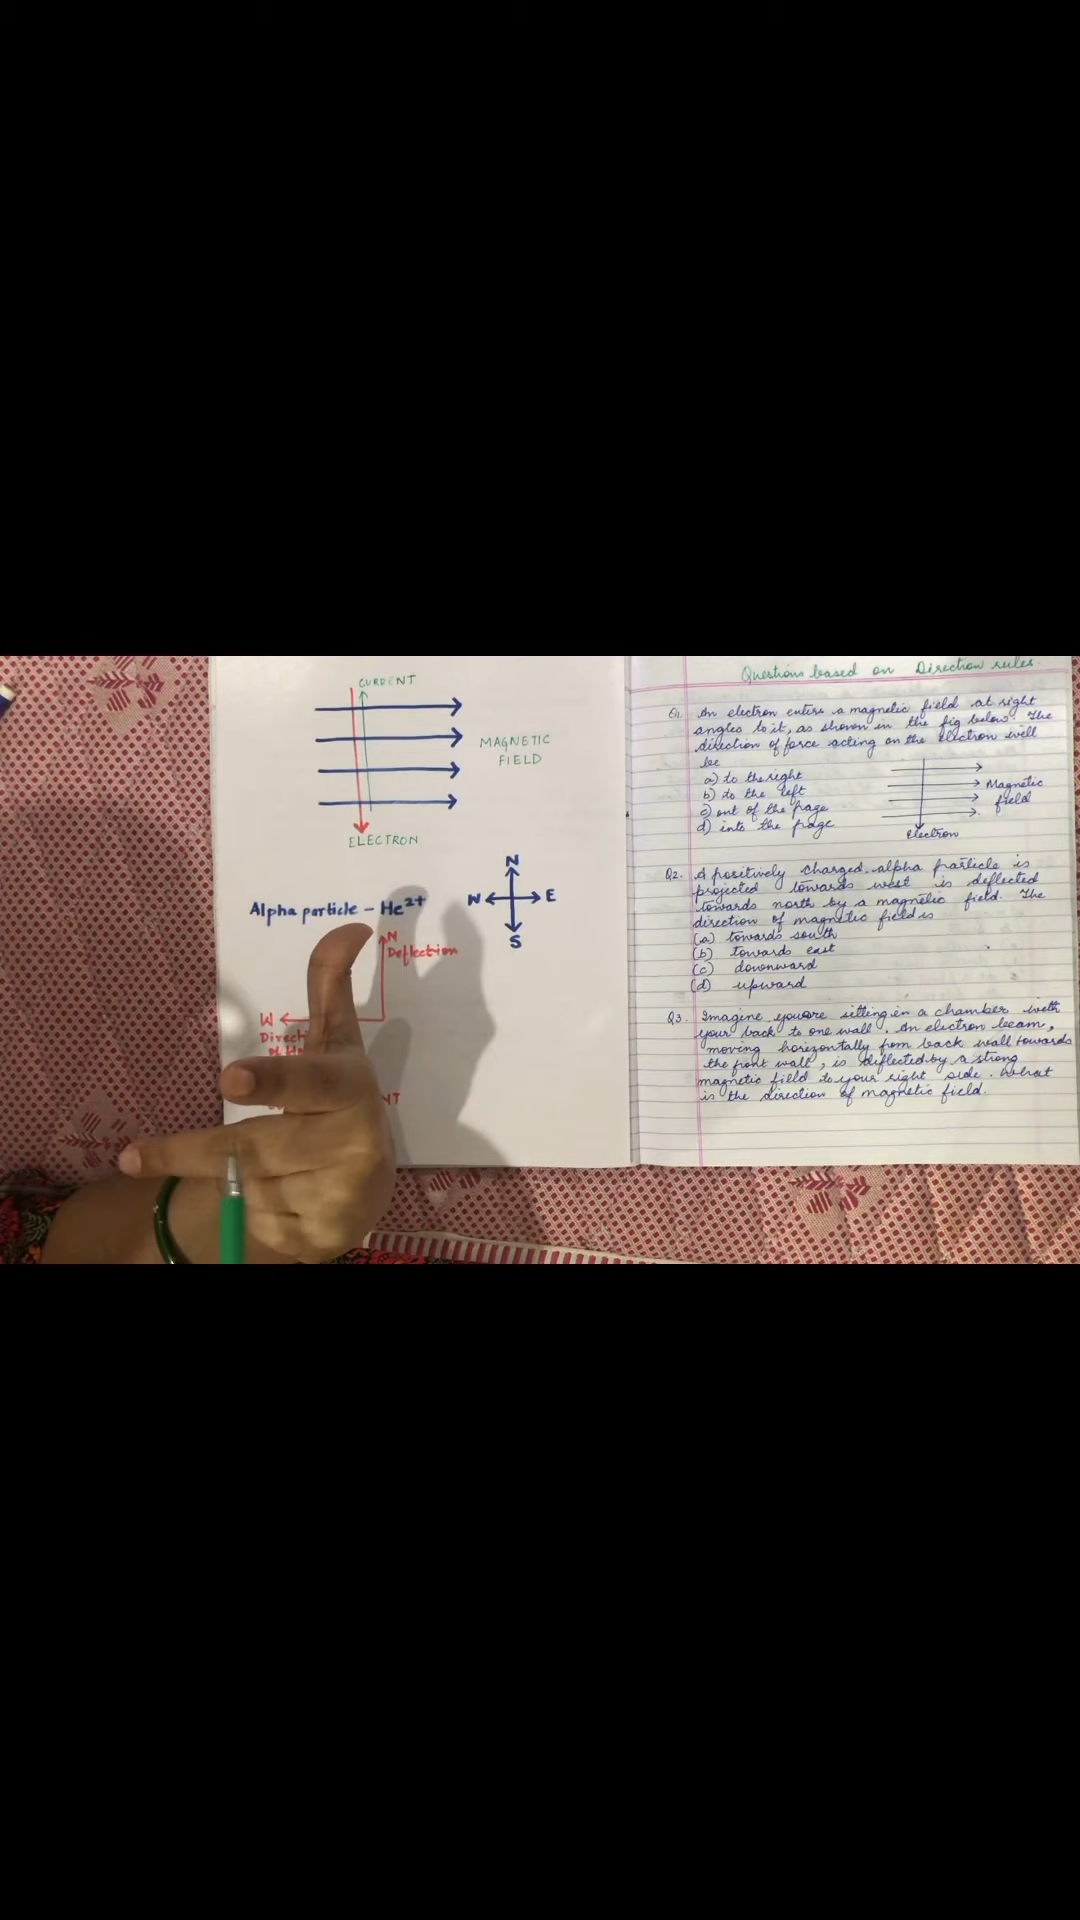 CURRENT
MAGNETIC
FIELD
ELECTRON
N
W E
S
Alpha particle - He2+
N
Deflection
W
Direct
NT
Questions based on Direction rules.
Q1. An electron enters a magnetic field at right
angles to it, as shown in the fig below. The
direction of force acting on the electron will
be
a) to the right
b) to the left
c) out of the page
d) into the page
Magnetic
field
Electron
Q2. A positively charged alpha particle is
projected towards west is deflected
towards north by a magnetic field. The
direction of magnetic field is
(a) towards south
(b) towards east
(c) downward
(d) upward
Q3. Imagine you are sitting in a chamber with
your back to one wall. An electron beam,
moving horizontally from back wall towards
the front wall, is deflected by a strong
magnetic field to your right side. What
is the direction of magnetic field.